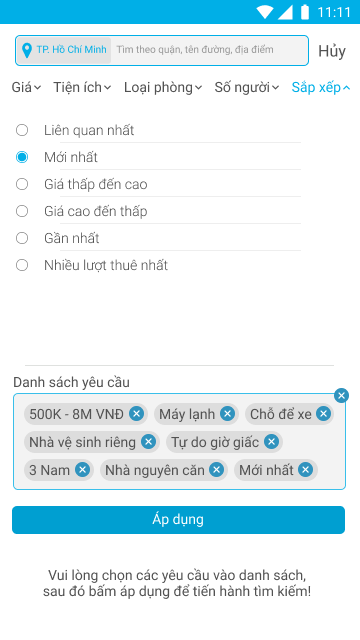 11:11
TP. Hồ Chí Minh Tìm theo quận, tên đường, địa điểm Hủy
Giá Tiện ích Loại phòng Số người Sắp xếp
Liên quan nhất
Mới nhất
Giá thấp đến cao
Giá cao đến thấp
Gần nhất
Nhiều lượt thuê nhất
Danh sách yêu cầu
500K - 8M VNĐ Máy lạnh Chỗ để xe
Nhà vệ sinh riêng Tự do giờ giấc
3 Nam Nhà nguyên căn Mới nhất
Áp dụng
Vui lòng chọn các yêu cầu vào danh sách,
sau đó bấm áp dụng để tiến hành tìm kiếm!